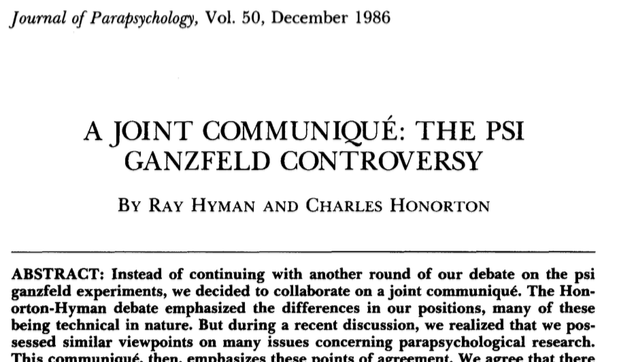 Journal of Parapsychology, Vol. 50, December 1986
A JOINT COMMUNIQUÉ: THE PSI
GANZFELD CONTROVERSY
BY RAY HYMAN AND CHARLES HONORTON
ABSTRACT: Instead of continuing with another round of our debate on the psi
ganzfeld experiments, we decided to collaborate on a joint communiqué. The Hon-
orton-Hyman debate emphasized the differences in our positions, many of these
being technical in nature. But during a recent discussion, we realized that we pos-
sessed similar viewpoints on many issues concerning parapsychological research.
This communiqué, then, emphasizes these points of agreement. We agree that there